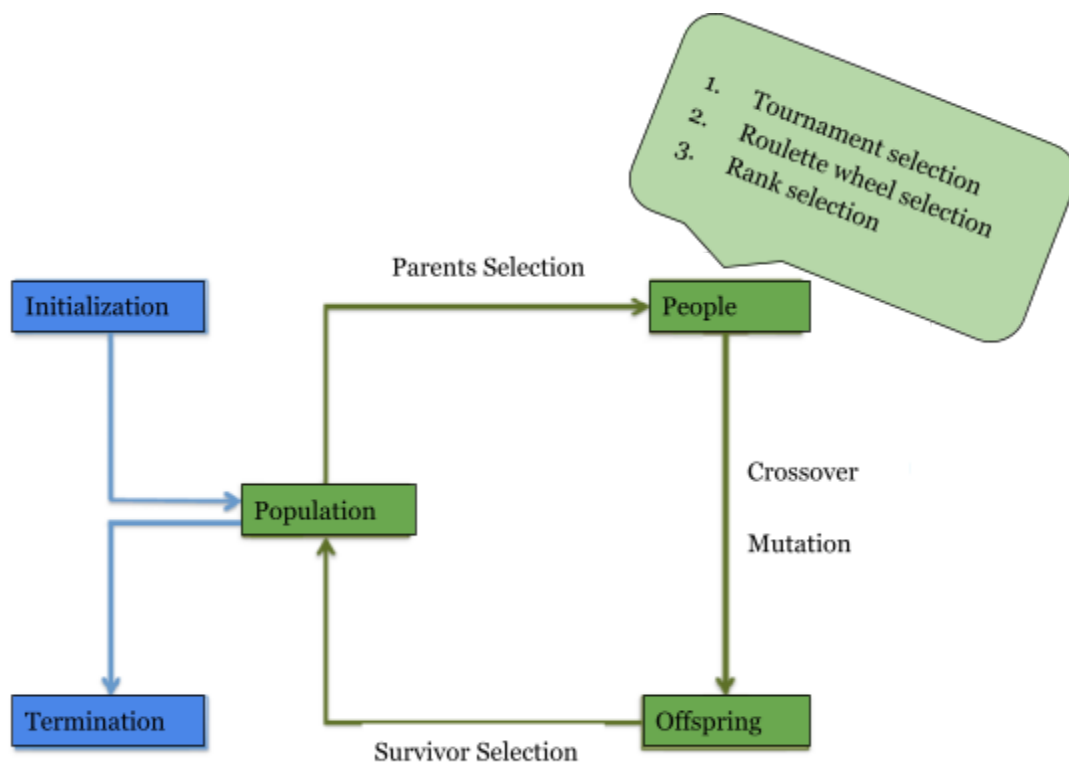 1. Tournament selection
2. Roulette wheel selection
3. Rank selection
Parents Selection
Initialization
People
Crossover
Population
Mutation
Termination
Offspring
Survivor Selection